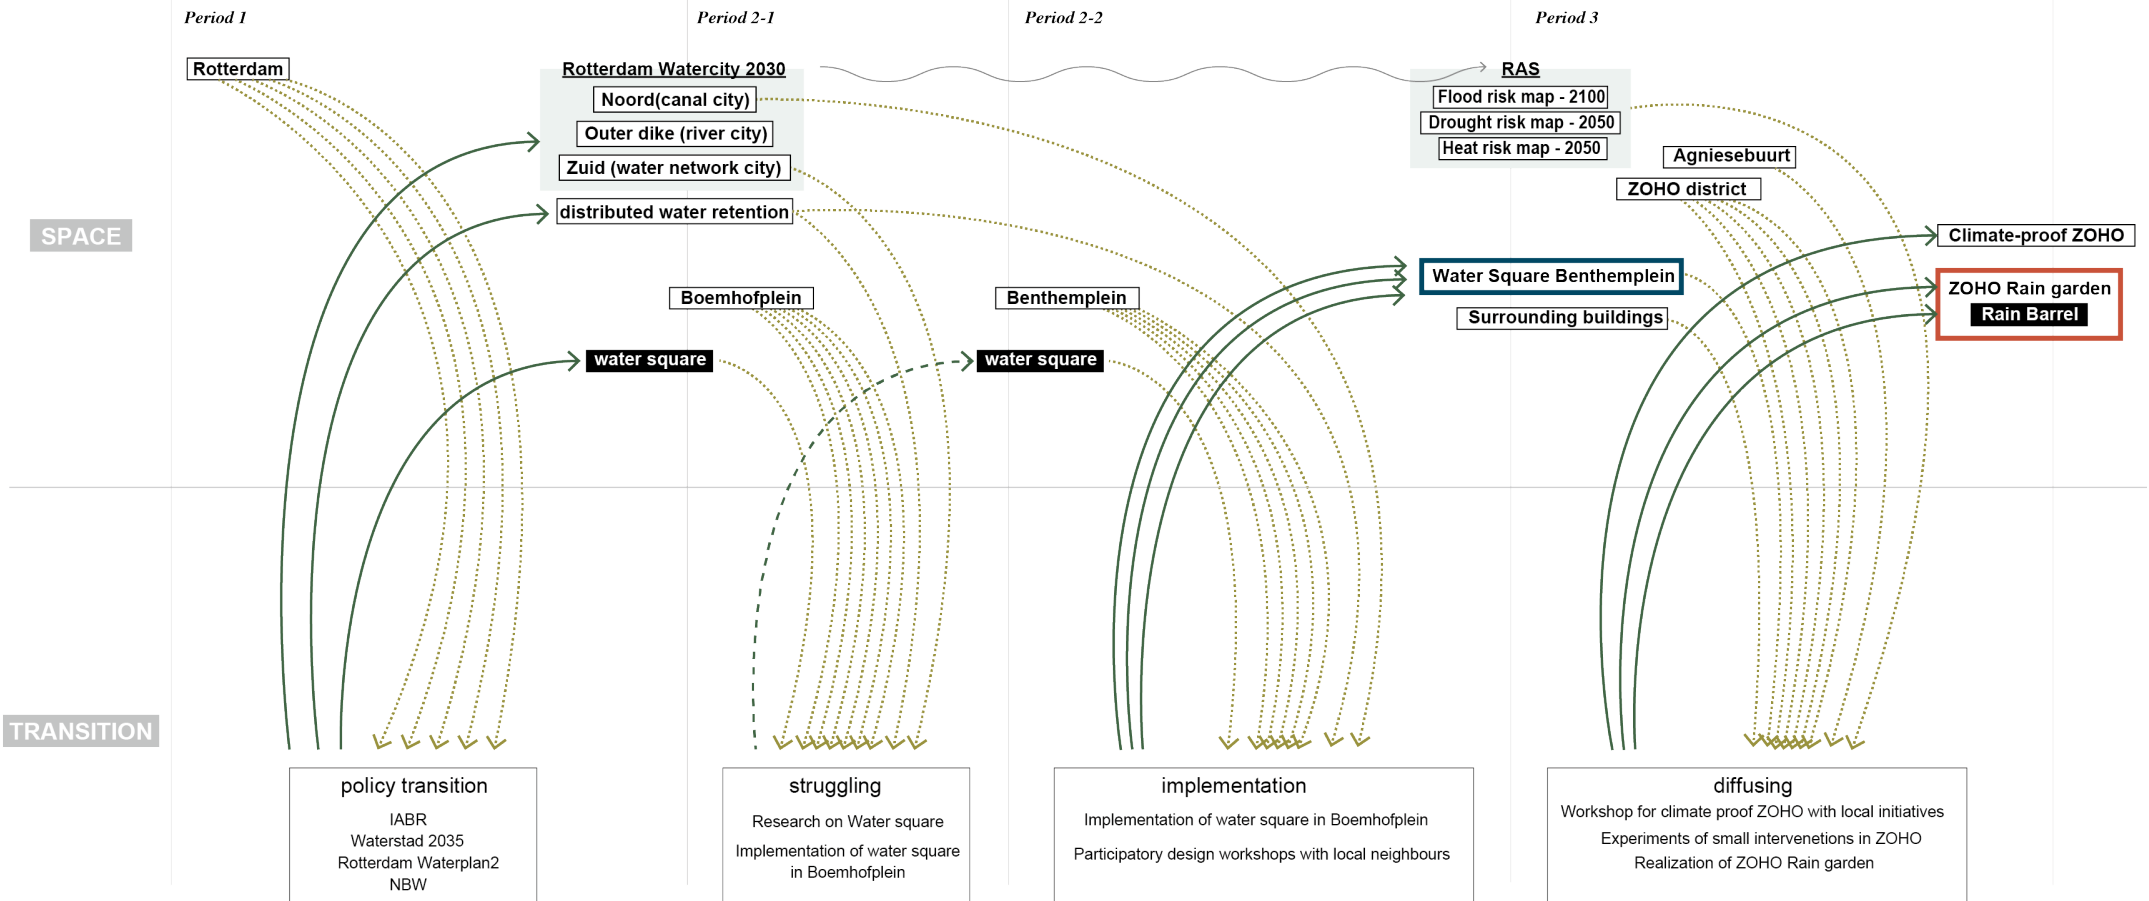 Period 1
Period 2-1
Period 2-2
Period 3
Rotterdam
Rotterdam Watercity 2030
Noord(canal city)
Outer dike (river city)
Zuid (water network city)
distributed water retention
RAS
Flood risk map - 2100
Drought risk map - 2050
Heat risk map - 2050
Agniesebuurt
ZOHO district
SPACE
Climate-proof ZOHO
Boemhofplein
Benthemplein
Water Square Benthemplein
Surrounding buildings
ZOHO Rain garden
Rain Barrel
water square
water square
TRANSITION
policy transition
IABR
Waterstad 2035
Rotterdam Waterplan2
NBW
struggling
Research on Water square
Implementation of water square
in Boemhofplein
implementation
Implementation of water square in Boemhofplein
Participatory design workshops with local neighbours
diffusing
Workshop for climate proof ZOHO with local initiatives
Experiments of small intervenetions in ZOHO
Realization of ZOHO Rain garden